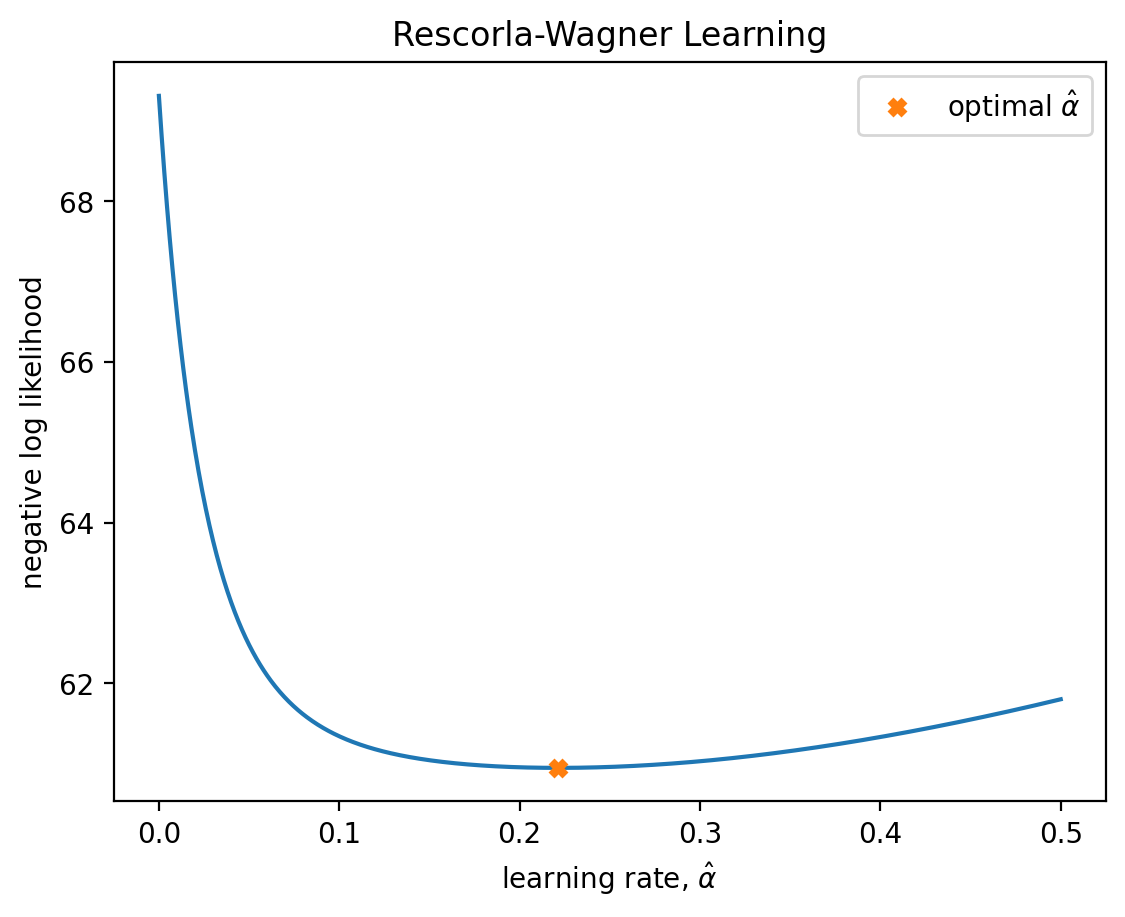 Rescorla-Wagner Learning
optimal α̂
negative log likelihood
68
66
64
62
0.0 0.1 0.2 0.3 0.4 0.5
learning rate, α̂